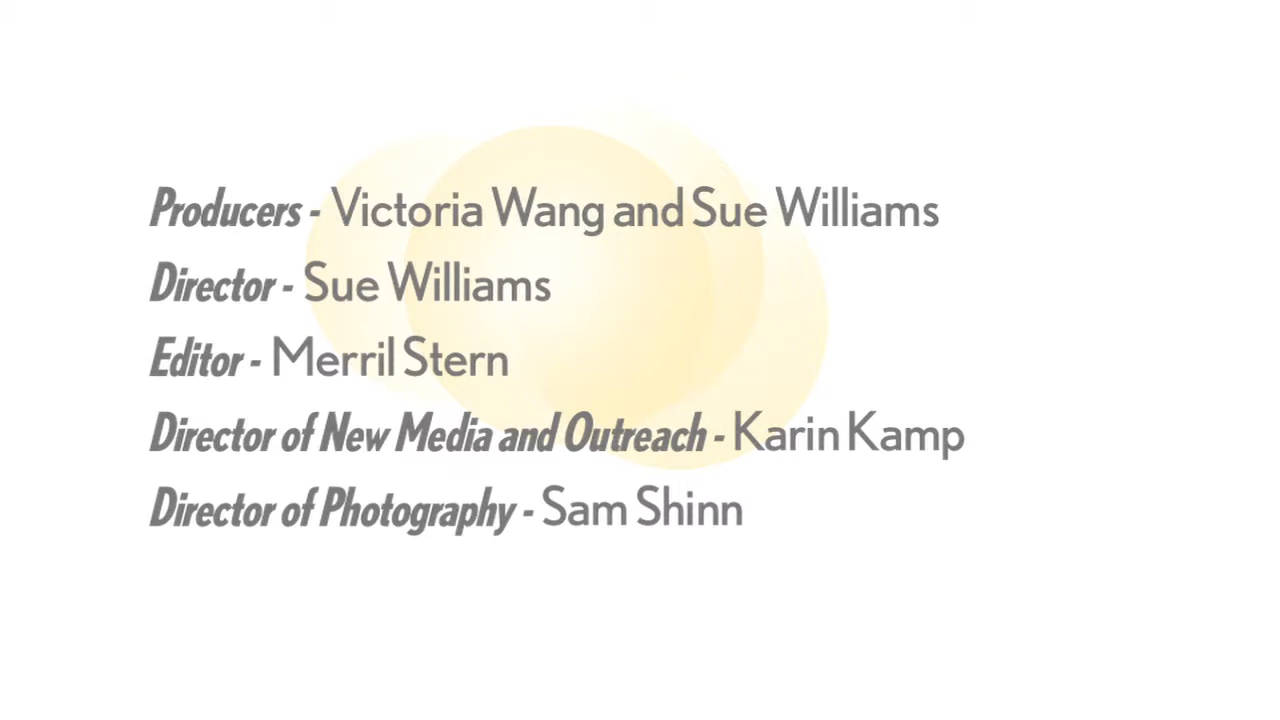 Producers - Victoria Wang and Sue Williams
Director - Sue Williams
Editor - Merril Stern
Director of New Media and Outreach - Karin Kamp
Director of Photography - Sam Shinn